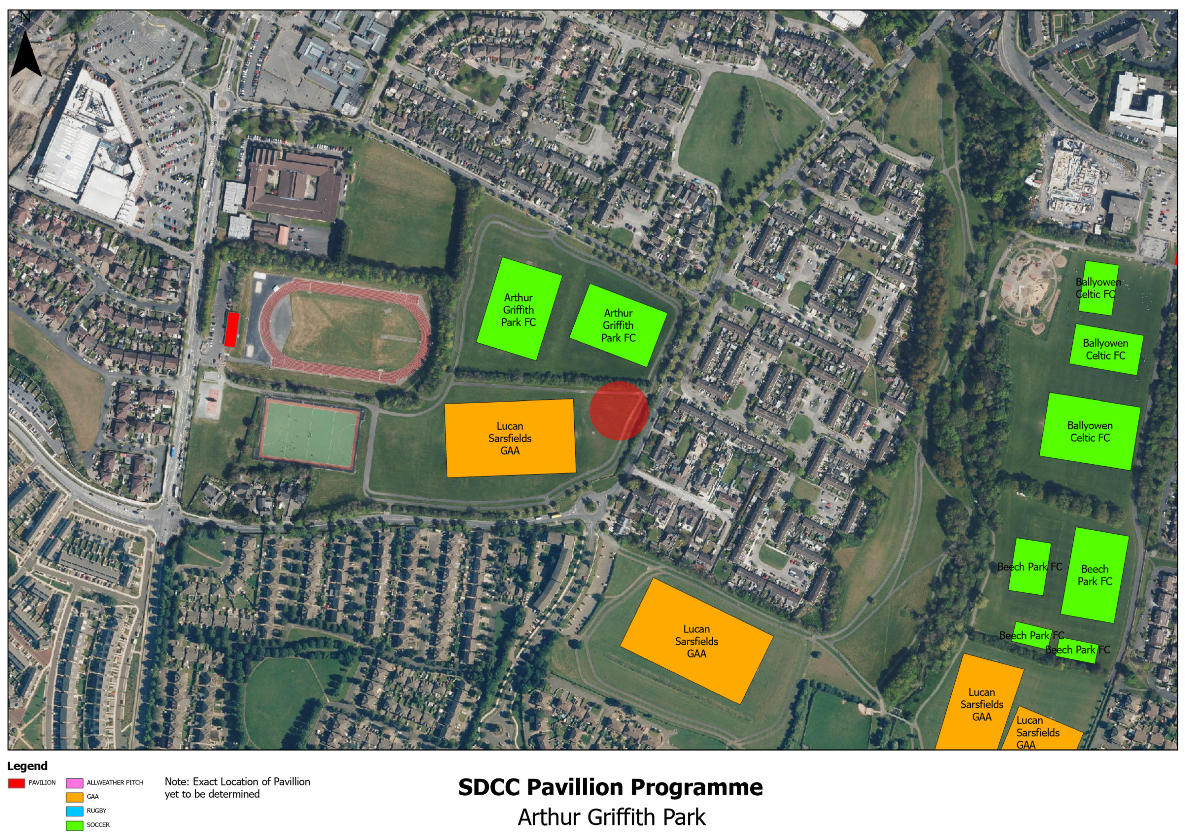 Arthur
Griffith
Park FC
Arthur
Griffith
Park FC
Ballyowen
Celtic FC
Ballyowen
Celtic FC
Ballyowen
Celtic FC
Lucan
Sarsfields
GAA
Beech Park FC
Beech
Park FC
Beech Park FC
Beech Park FC
Lucan
Sarsfields
GAA
Lucan
Sarsfields
GAA
Lucan
Sarsfields
GAA
Legend
PAVILION
ALLWEATHER PITCH
GAA
RUGBY
SOCCER
Note: Exact Location of Pavillion
yet to be determined
SDCC Pavillion Programme
Arthur Griffith Park